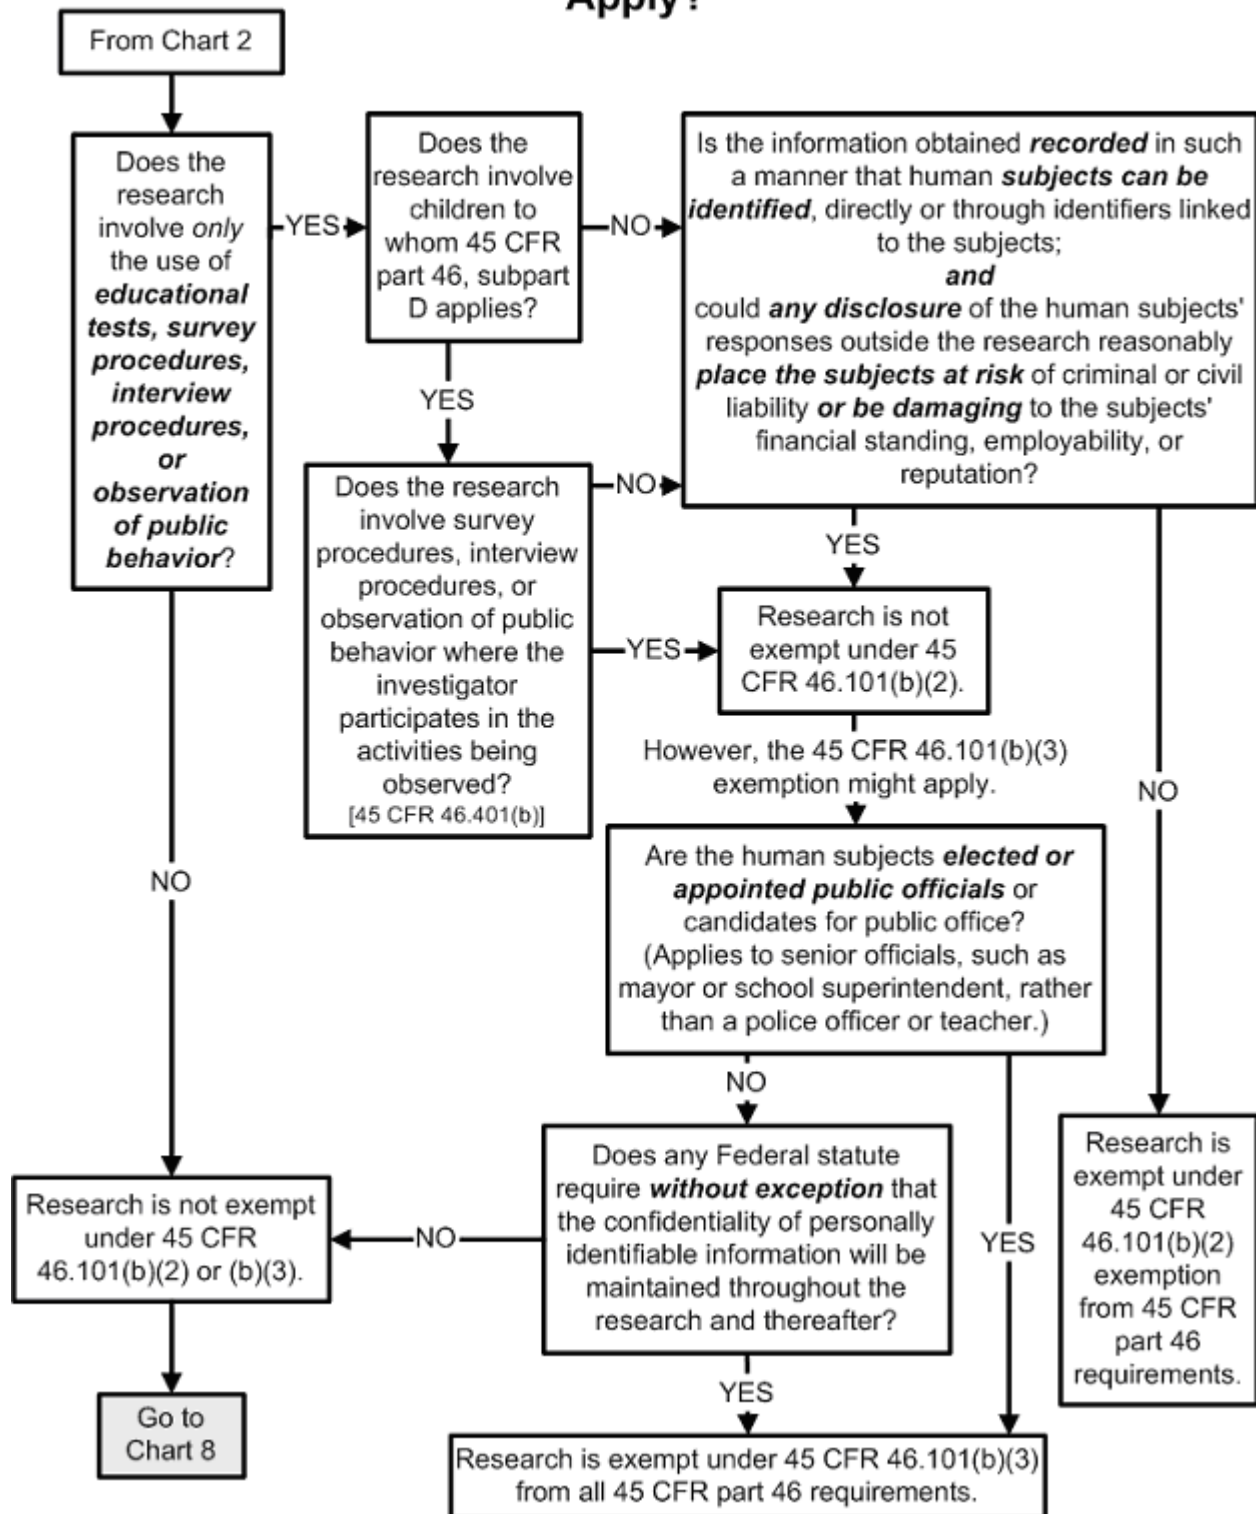 Apply?
From Chart 2
Does the
research
involve only
the use of
educational
tests, survey
procedures,
interview
procedures,
or
observation
of public
behavior?
YES
Does the
research involve
children to
whom 45 CFR
part 46, subpart
D applies?
NO
Is the information obtained recorded in such
a manner that human subjects can be
identified, directly or through identifiers linked
to the subjects;
and
could any disclosure of the human subjects'
responses outside the research reasonably
place the subjects at risk of criminal or civil
liability or be damaging to the subjects'
financial standing, employability, or
reputation?
YES
Does the research
involve survey
procedures, interview
procedures, or
observation of public
behavior where the
investigator
participates in the
activities being
observed?
[45 CFR 46.401(b)]
NO
YES
YES
Research is not
exempt under 45
CFR 46.101(b)(2).
However, the 45 CFR 46.101(b)(3)
exemption might apply.
NO
NO
Are the human subjects elected or
appointed public officials or
candidates for public office?
(Applies to senior officials, such as
mayor or school superintendent, rather
than a police officer or teacher.)
NO
YES
Does any Federal statute
require without exception that
the confidentiality of personally
identifiable information will be
maintained throughout the
research and thereafter?
NO
Research is not exempt
under 45 CFR
46.101(b)(2) or (b)(3).
Research is
exempt under
45 CFR
46.101(b)(2)
exemption
from 45 CFR
part 46
requirements.
YES
Go to
Chart 8
Research is exempt under 45 CFR 46.101(b)(3)
from all 45 CFR part 46 requirements.